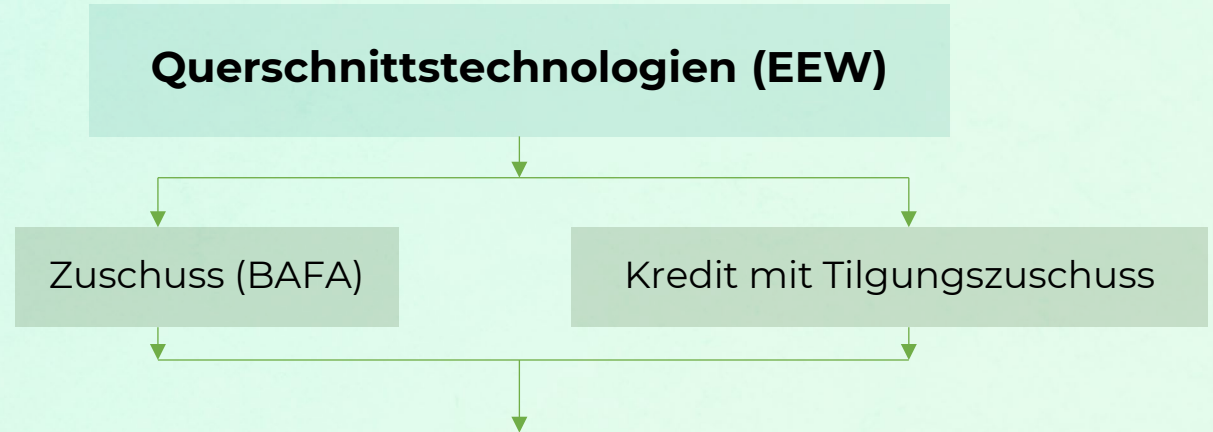 Querschnittstechnologien (EEW)
Zuschuss (BAFA)
Kredit mit Tilgungszuschuss